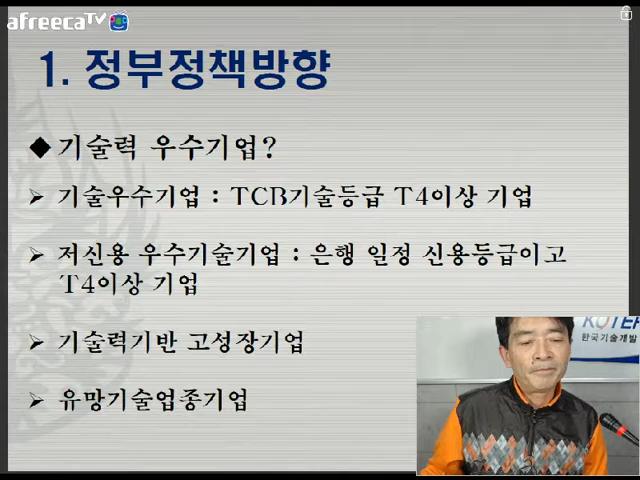 afreecaTV
1. 정부정책방향
◆기술력 우수기업?
➢ 기술우수기업 : TCB기술등급 T4이상 기업
➢ 저신용 우수기술기업 : 은행 일정 신용등급이고
T4이상 기업
➢ 기술력기반 고성장기업
➢ 유망기술업종기업
한국기술개발